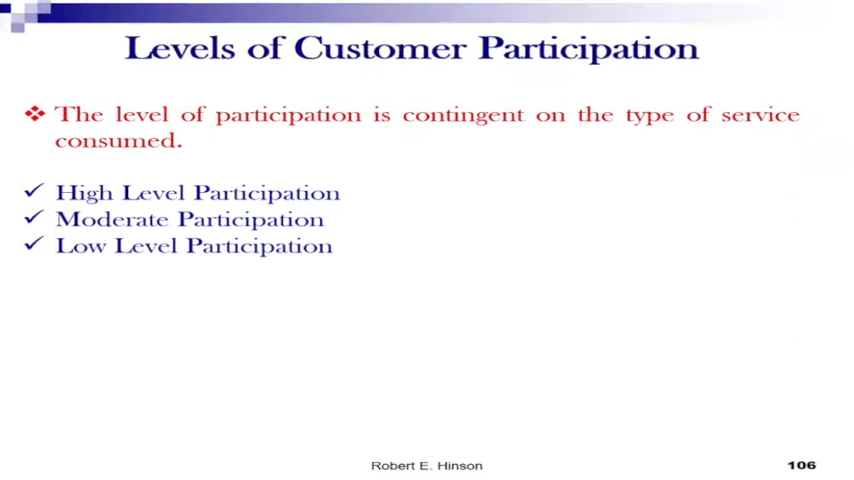 Levels of Customer Participation
The level of participation is contingent on the type of service
consumed.
High Level Participation
Moderate Participation
Low Level Participation
Robert E. Hinson
106